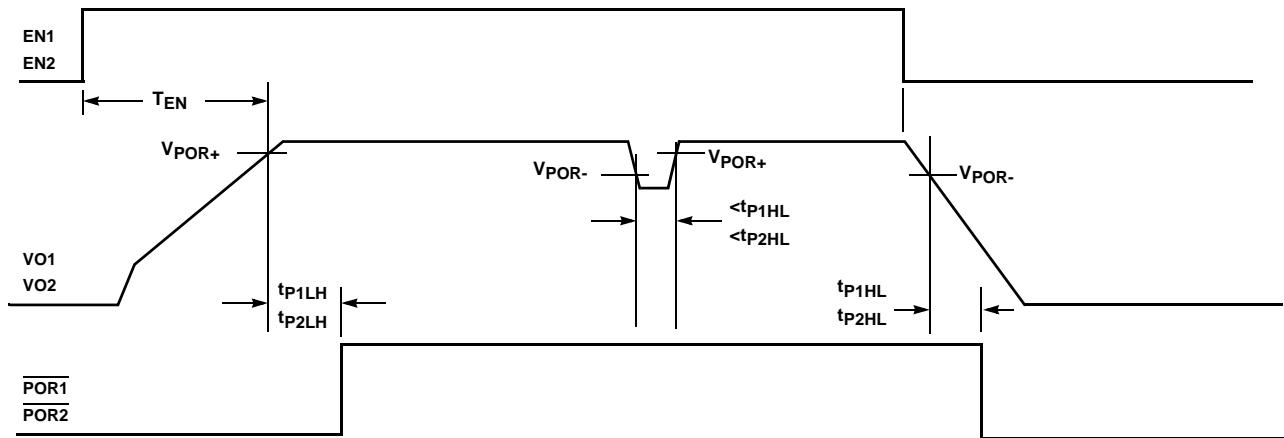 EN1
EN2
TEN
VPOR+
VPOR-
VPOR+
VPOR-
<tP1HL
<tP2HL
VO1
VO2
tP1LH
tP2LH
tP1HL
tP2HL
POR1
POR2